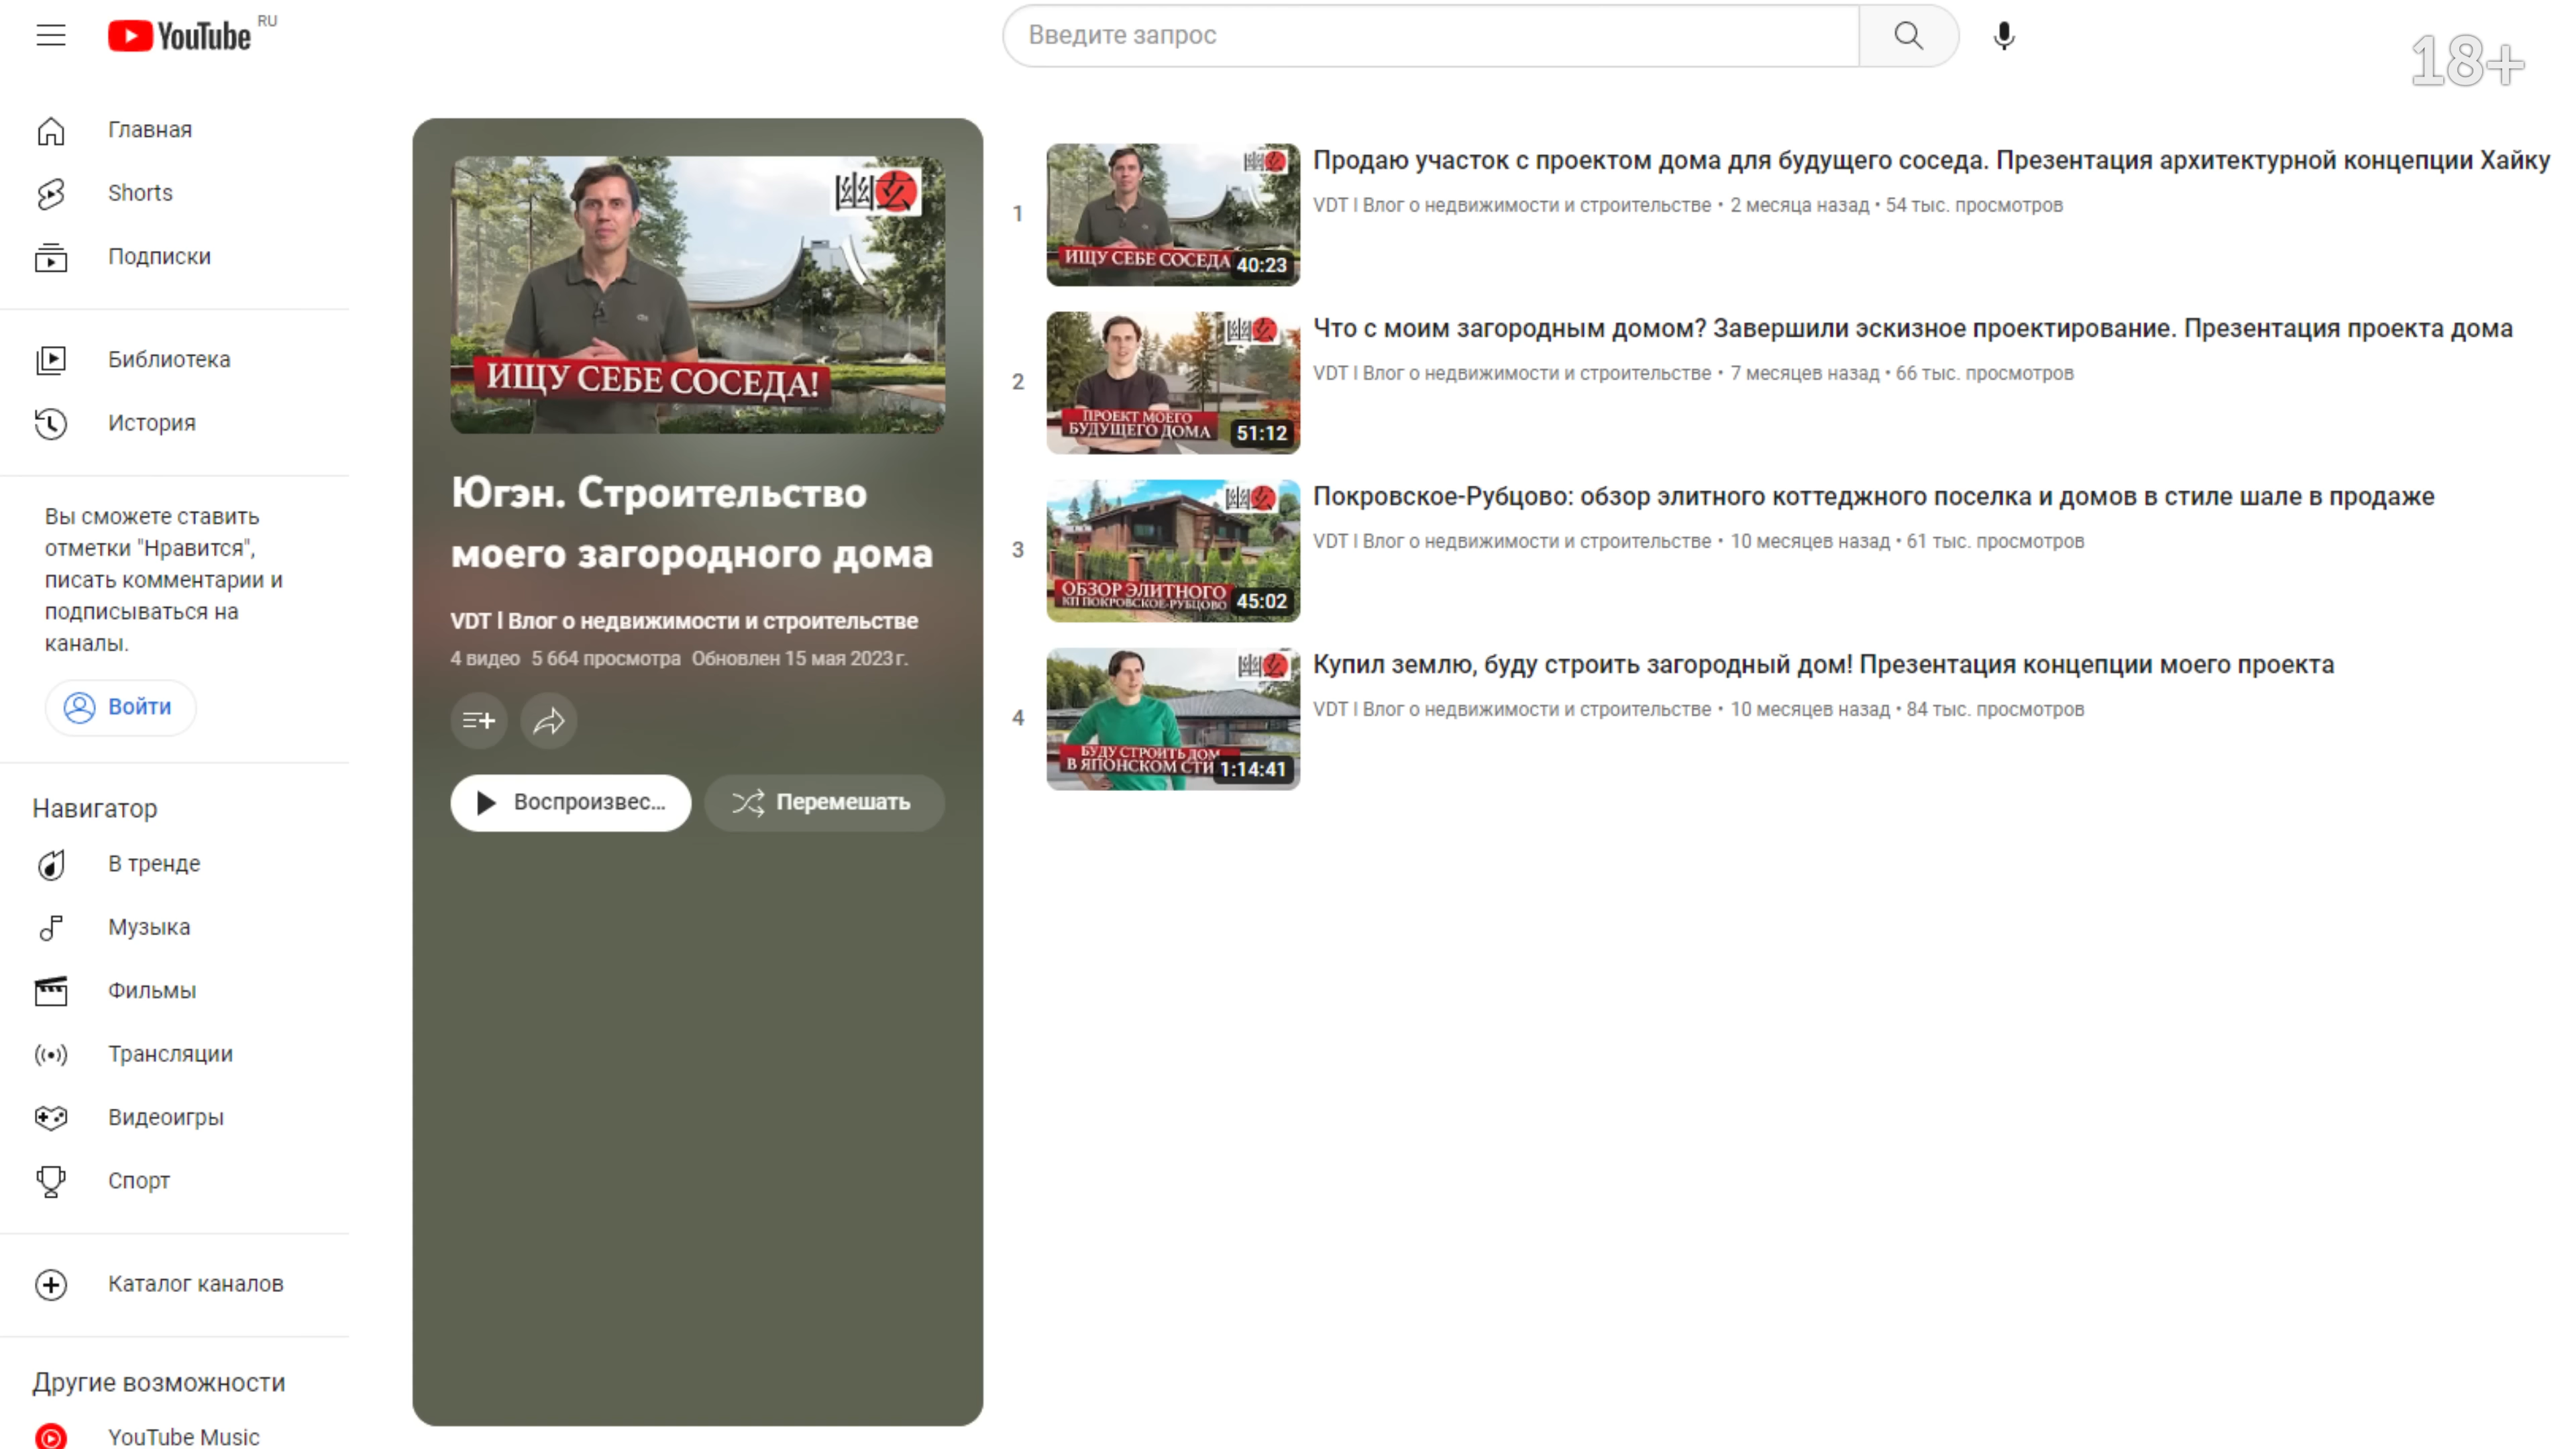 YouTube RU
Введите запрос
18+
Главная
Shorts
Подписки
Библиотека
История
Вы сможете ставить
отметки "Нравится",
писать комментарии и
подписываться на
каналы.
Войти
Навигатор
В тренде
Музыка
Фильмы
Трансляции
Видеоигры
Спорт
Каталог каналов
Другие возможности
YouTube Music
幽玄
ИЩУ СЕБЕ СОСЕДА!
Югэн. Строительство
моего загородного дома
VDT l Влог о недвижимости и строительстве
4 видео 5 664 просмотра Обновлен 15 мая 2023 г.
Воспроизвес...
Перемешать
1
ИЩУ СЕБЕ СОСЕДА
40:23
Продаю участок с проектом дома для будущего соседа. Презентация архитектурной концепции Хайку
VDT l Влог о недвижимости и строительстве • 2 месяца назад • 54 тыс. просмотров
2
ПРОЕКТ МОЕГО
БУДУЩЕГО ДОМА
51:12
Что с моим загородным домом? Завершили эскизное проектирование. Презентация проекта дома
VDT l Влог о недвижимости и строительстве • 7 месяцев назад • 66 тыс. просмотров
3
ОБЗОР ЭЛИТНОГО
КП ПОКРОВСКОЕ-РУБЦОВО
45:02
Покровское-Рубцово: обзор элитного коттеджного поселка и домов в стиле шале в продаже
VDT l Влог о недвижимости и строительстве • 10 месяцев назад • 61 тыс. просмотров
4
БУДУ СТРОИТЬ ДОМ
В ЯПОНСКОМ СТИ
1:14:41
Купил землю, буду строить загородный дом! Презентация концепции моего проекта
VDT l Влог о недвижимости и строительстве • 10 месяцев назад • 84 тыс. просмотров